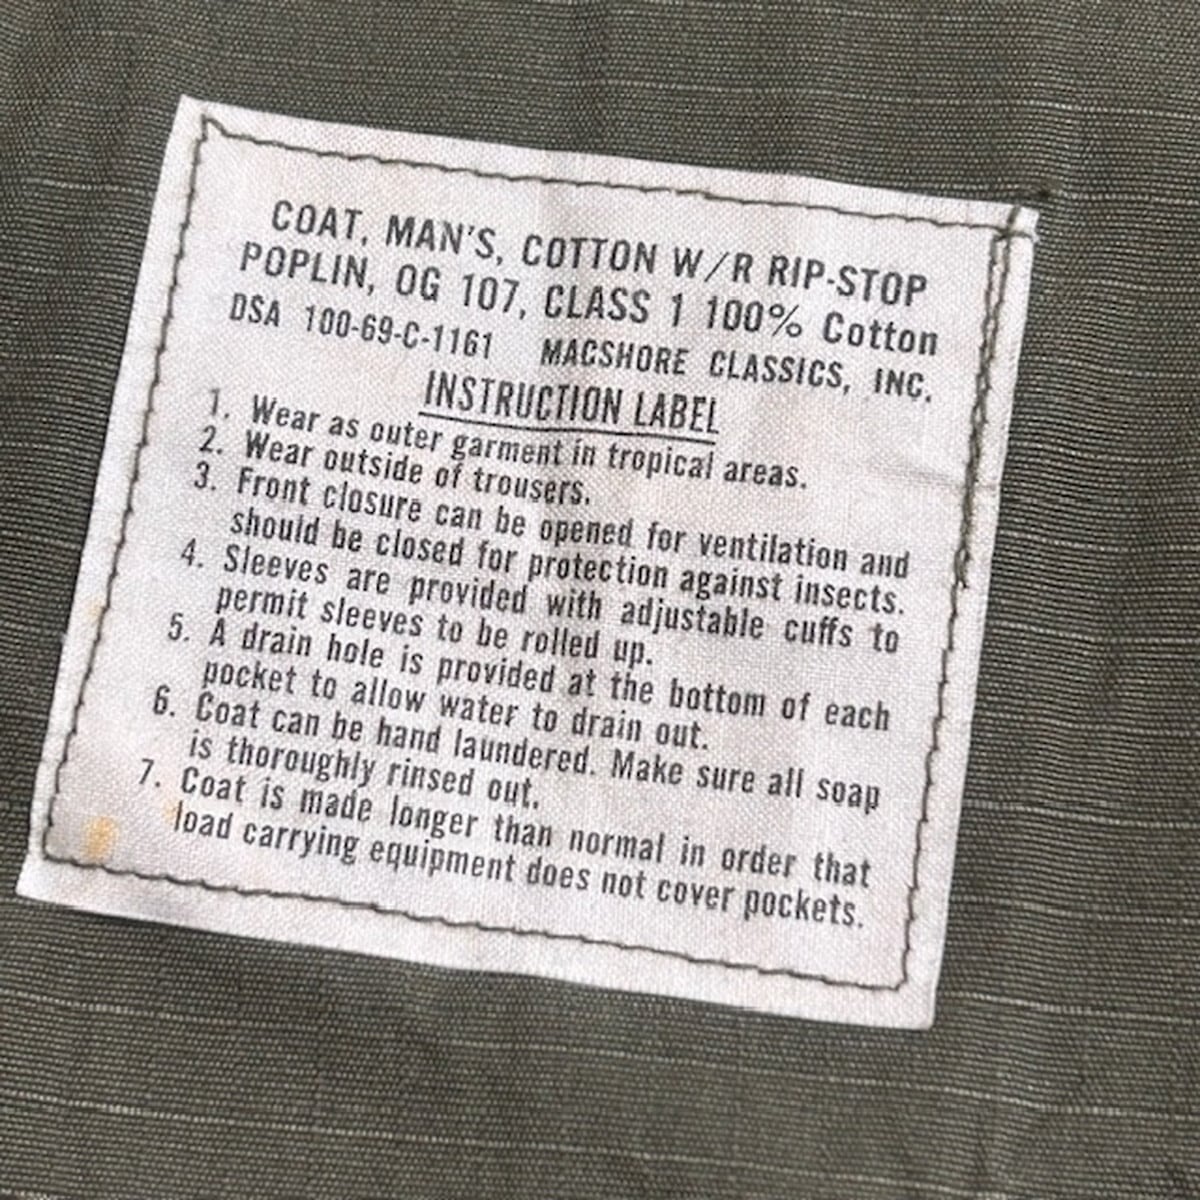 COAT, MAN'S, COTTON W/R RIP-STOP
POPLIN, OG 107, CLASS 1 100% Cotton
DSA 100-69-C-1161 MACSHORE CLASSICS, INC.
INSTRUCTION LABEL
1. Wear as outer garment in tropical areas.
2. Wear outside of trousers.
3. Front closure can be opened for ventilation and
should be closed for protection against insects.
4. Sleeves are provided with adjustable cuffs to
permit sleeves to be rolled up.
5. A drain hole is provided at the bottom of each
pocket to allow water to drain out.
6. Coat can be hand laundered. Make sure all soap
is thoroughly rinsed out.
7. Coat is made longer than normal in order that
load carrying equipment does not cover pockets.